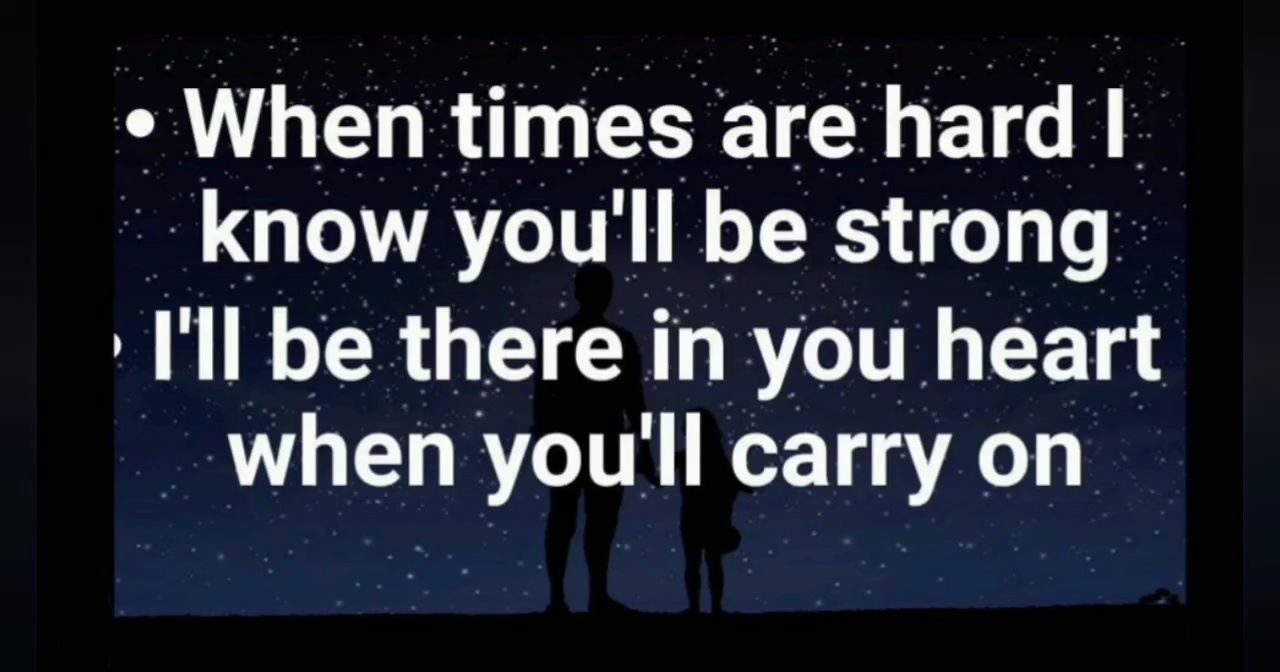 • When times are hard I
know you'll be strong
• I'll be there in you heart
when you'll carry on